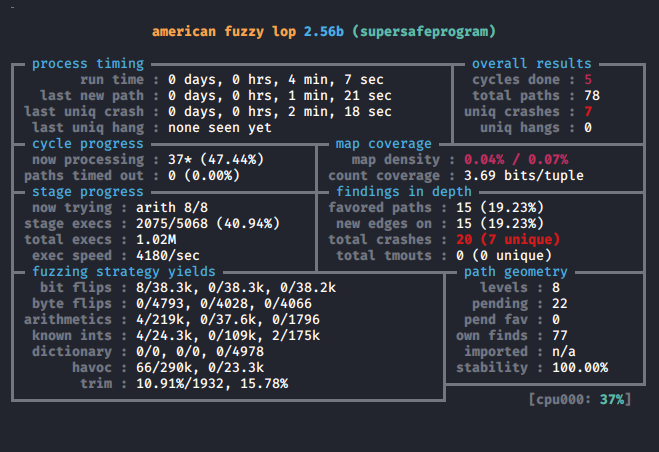 american fuzzy lop 2.56b (supersafeprogram)
process timing overall results
run time : 0 days, 0 hrs, 4 min, 7 sec cycles done : 5
last new path : 0 days, 0 hrs, 1 min, 21 sec total paths : 78
last uniq crash : 0 days, 0 hrs, 2 min, 18 sec uniq crashes : 7
last uniq hang : none seen yet uniq hangs : 0
cycle progress map coverage
now processing : 37* (47.44%) map density : 0.04% / 0.07%
paths timed out : 0 (0.00%) count coverage : 3.69 bits/tuple
stage progress findings in depth
now trying : arith 8/8 favored paths : 15 (19.23%)
stage execs : 2075/5068 (40.94%) new edges on : 15 (19.23%)
total execs : 1.02M total crashes : 20 (7 unique)
exec speed : 4180/sec total tmouts : 0 (0 unique)
fuzzing strategy yields path geometry
bit flips : 8/38.3k, 0/38.3k, 0/38.2k levels : 8
byte flips : 0/4793, 0/4028, 0/4066 pending : 22
arithmetics : 4/219k, 0/37.6k, 0/1796 pend fav : 0
known ints : 4/24.3k, 0/109k, 2/175k own finds : 77
dictionary : 0/0, 0/0, 0/4978 imported : n/a
havoc : 66/290k, 0/23.3k stability : 100.00%
trim : 10.91%/1932, 15.78%
[cpu000: 37%]